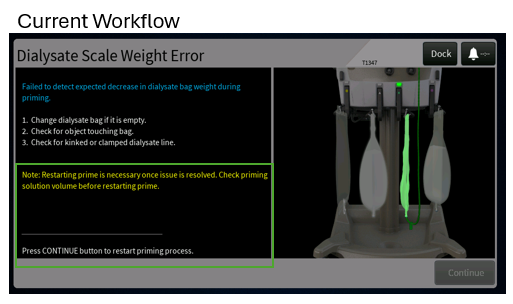 Current Workflow
Dialysate Scale Weight Error
T1347
Dock
--:--
Failed to detect expected decrease in dialysate bag weight during
priming.
1. Change dialysate bag if it is empty.
2. Check for object touching bag.
3. Check for kinked or clamped dialysate line.
Note: Restarting prime is necessary once issue is resolved. Check priming
solution volume before restarting prime.
Press CONTINUE button to restart priming process.
Continue